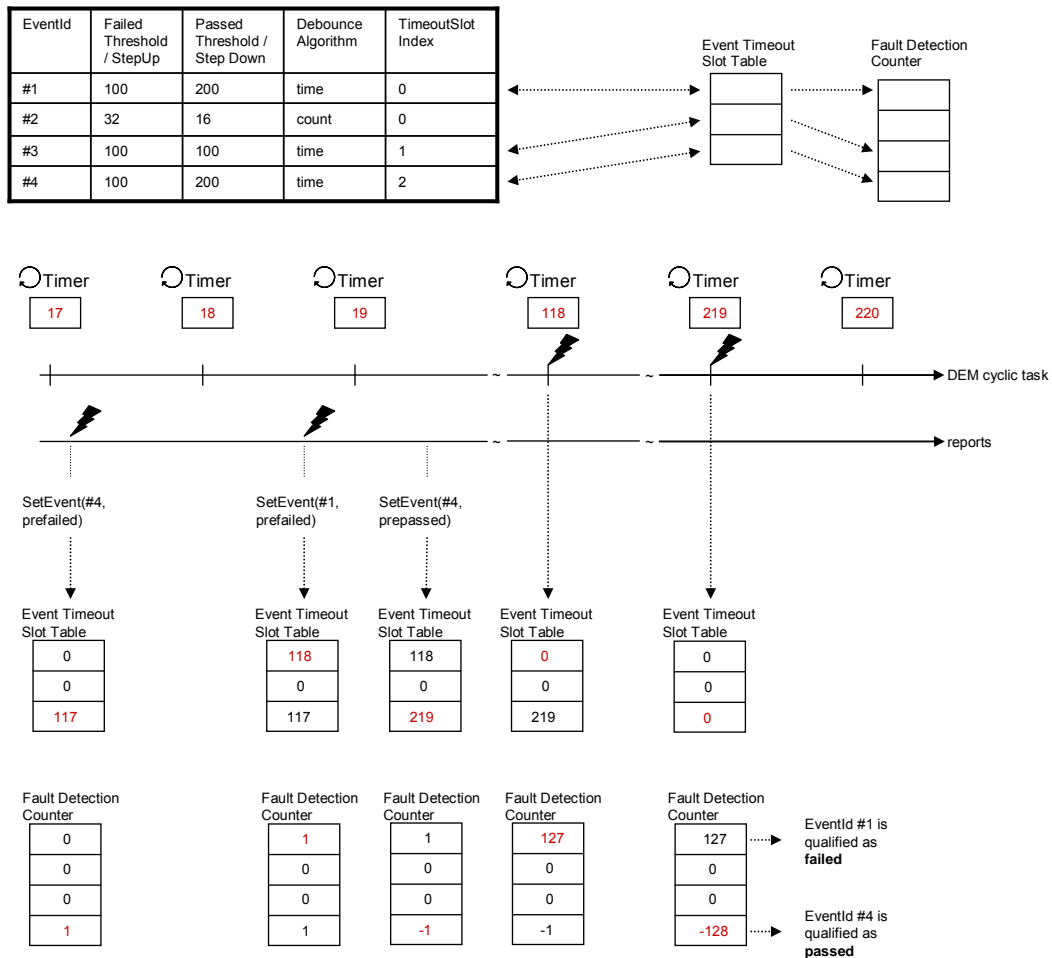 EventId Failed Threshold / StepUp Passed Threshold / Step Down Debounce Algorithm TimeoutSlot Index
#1 100 200 time 0
#2 32 16 count 0
#3 100 100 time 1
#4 100 200 time 2
Event Timeout
Slot Table
Fault Detection
Counter
Timer Timer Timer Timer Timer Timer
17 18 19 118 219 220
~ ~ DEM cyclic task
~ ~ reports
SetEvent(#4,
prefailed)
SetEvent(#1,
prefailed)
SetEvent(#4,
prepassed)
Event Timeout
Slot Table
0
0
117
Event Timeout
Slot Table
118
0
117
Event Timeout
Slot Table
118
0
219
Event Timeout
Slot Table
0
0
219
Event Timeout
Slot Table
0
0
0
Fault Detection
Counter
0
0
0
1
Fault Detection
Counter
1
0
0
1
Fault Detection
Counter
1
0
0
-1
Fault Detection
Counter
127
0
0
-1
Fault Detection
Counter
127
0
0
-128
EventId #1 is
qualified as
failed
EventId #4 is
qualified as
passed